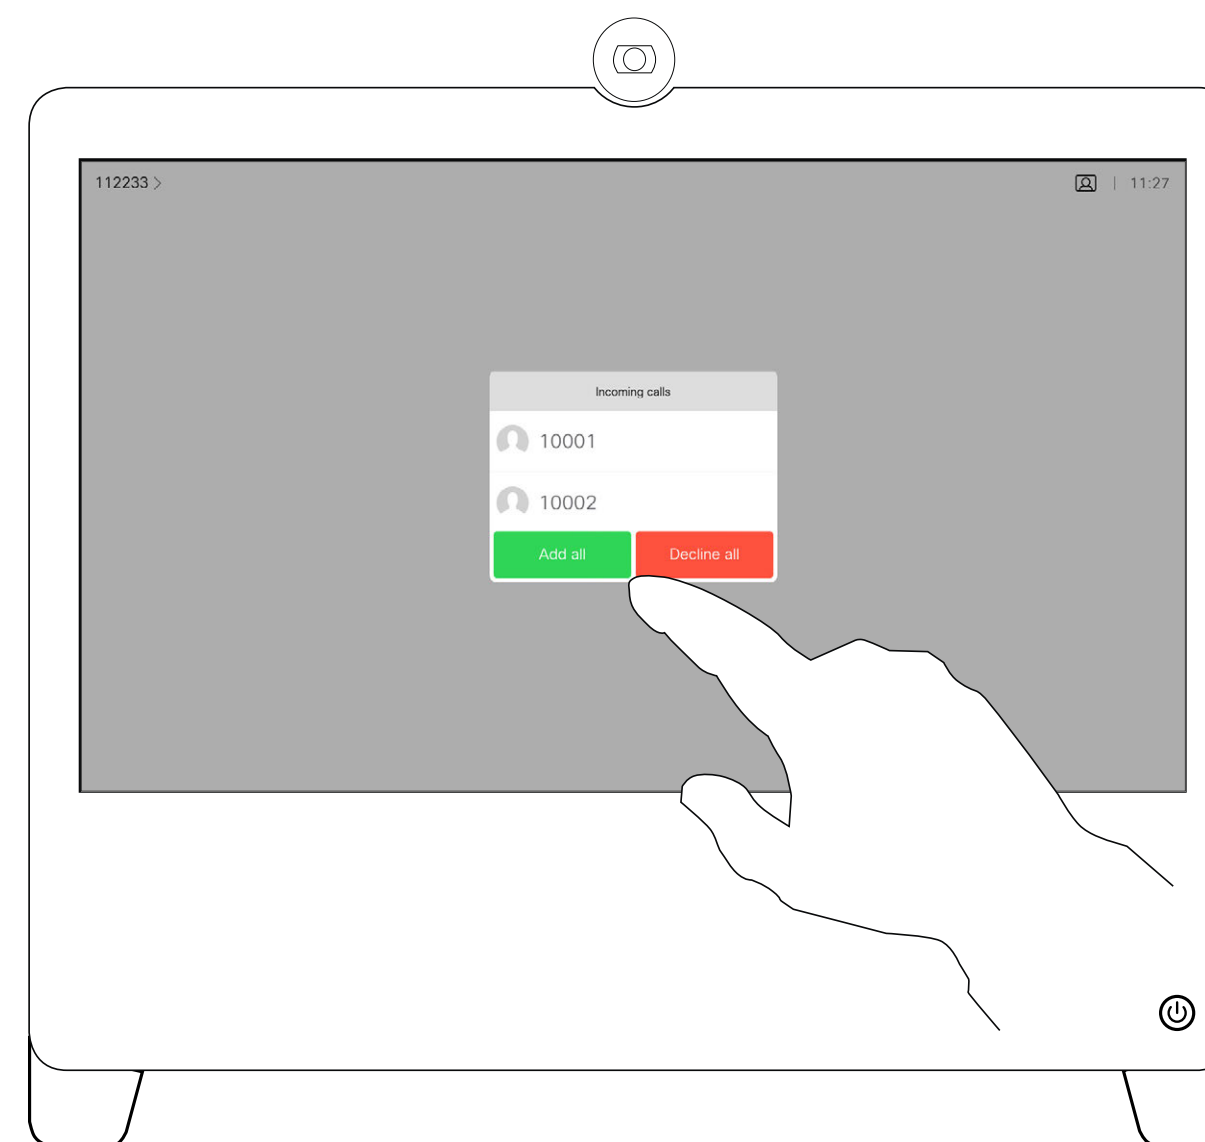 112233 >
11:27
Incoming calls
10001
10002
Add all
Decline all